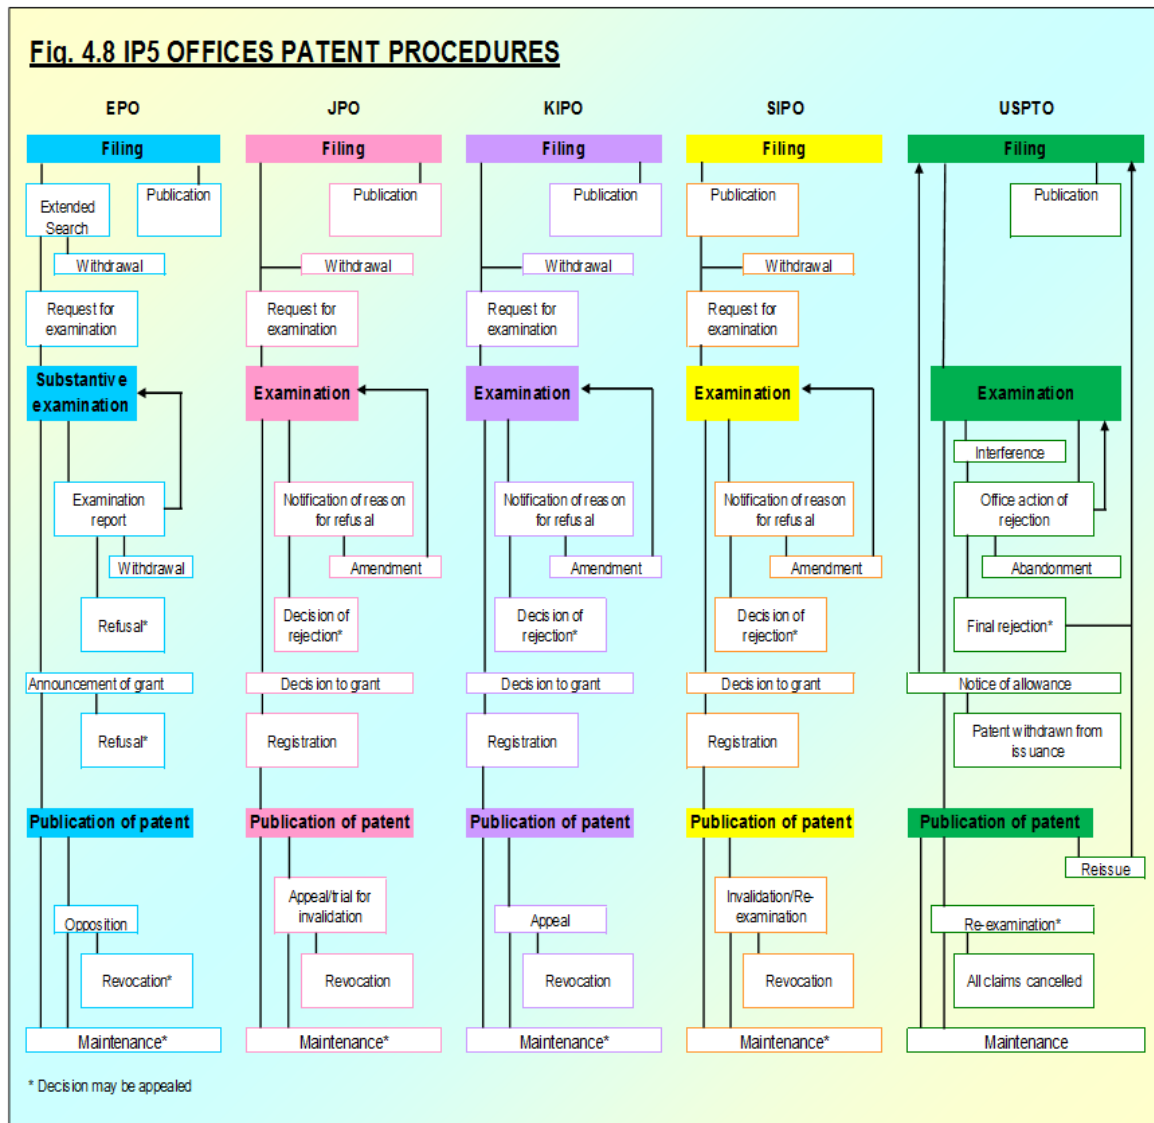 Fig. 4.8 IP5 OFFICES PATENT PROCEDURES
EPO
JPO
KIPO
SIPO
USPTO
Filing
Filing
Filing
Filing
Filing
Extended
Search
Publication
Publication
Publication
Publication
Publication
Withdrawal
Withdrawal
Withdrawal
Withdrawal
Request for
examination
Request for
examination
Request for
examination
Request for
examination
Substantive
examination
Examination
Examination
Examination
Examination
Interference
Examination
report
Notification of reason
for refusal
Notification of reason
for refusal
Notification of reason
for refusal
Office action of
rejection
Withdrawal
Amendment
Amendment
Amendment
Abandonment
Refusal*
Decision of
rejection*
Decision of
rejection*
Decision of
rejection*
Final rejection*
Announcement of grant
Decision to grant
Decision to grant
Decision to grant
Notice of allowance
Refusal*
Registration
Registration
Registration
Patent withdrawn from
issuance
Publication of patent
Publication of patent
Publication of patent
Publication of patent
Publication of patent
Reissue
Opposition
Appeal/trial for
invalidation
Appeal
Invalidation/Re-
examination
Re-examination*
Revocation*
Revocation
Revocation
Revocation
All claims cancelled
Maintenance*
Maintenance*
Maintenance*
Maintenance*
Maintenance
* Decision may be appealed